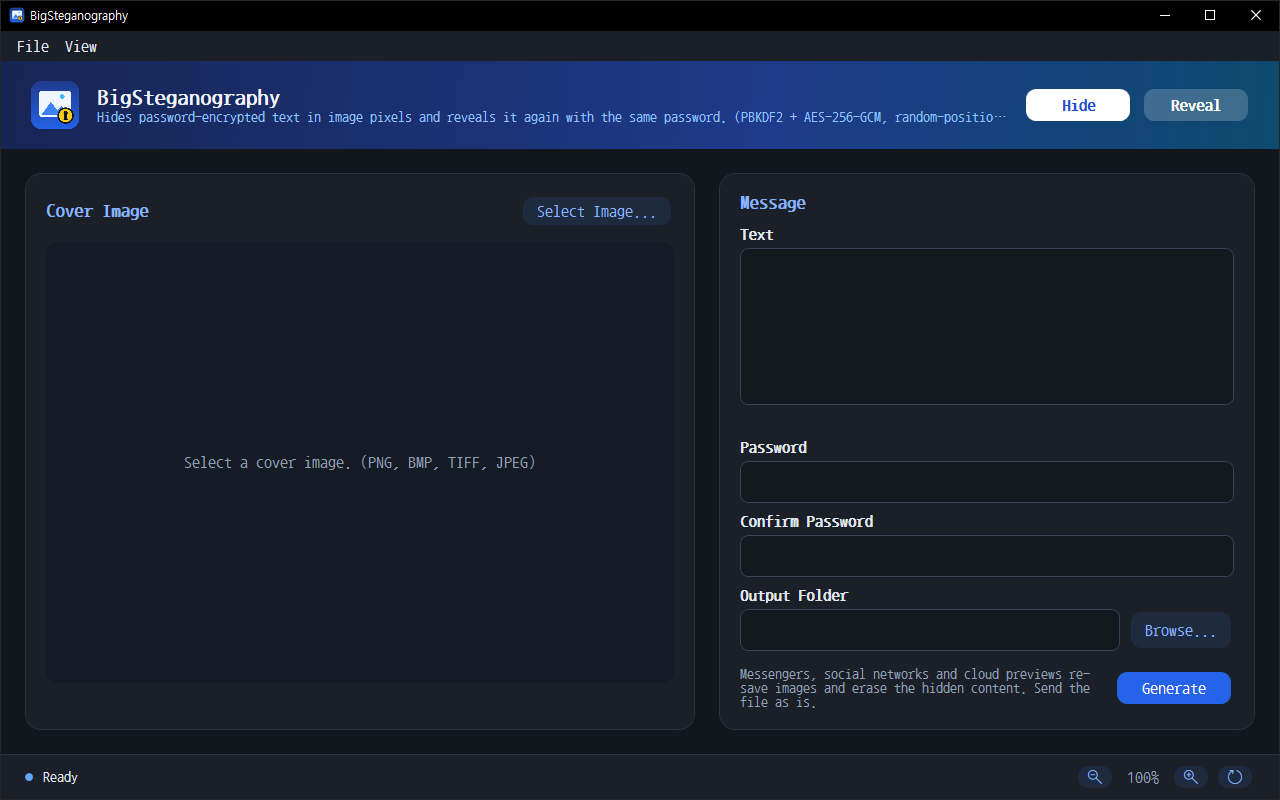 BigSteganography
File View
BigSteganography
Hides password-encrypted text in image pixels and reveals it again with the same password. (PBKDF2 + AES-256-GCM, random-positio…
Hide
Reveal
Cover Image
Select Image...
Select a cover image. (PNG, BMP, TIFF, JPEG)
Message
Text
Password
Confirm Password
Output Folder
Browse...
Messengers, social networks and cloud previews re-
save images and erase the hidden content. Send the
file as is.
Generate
Ready
100%